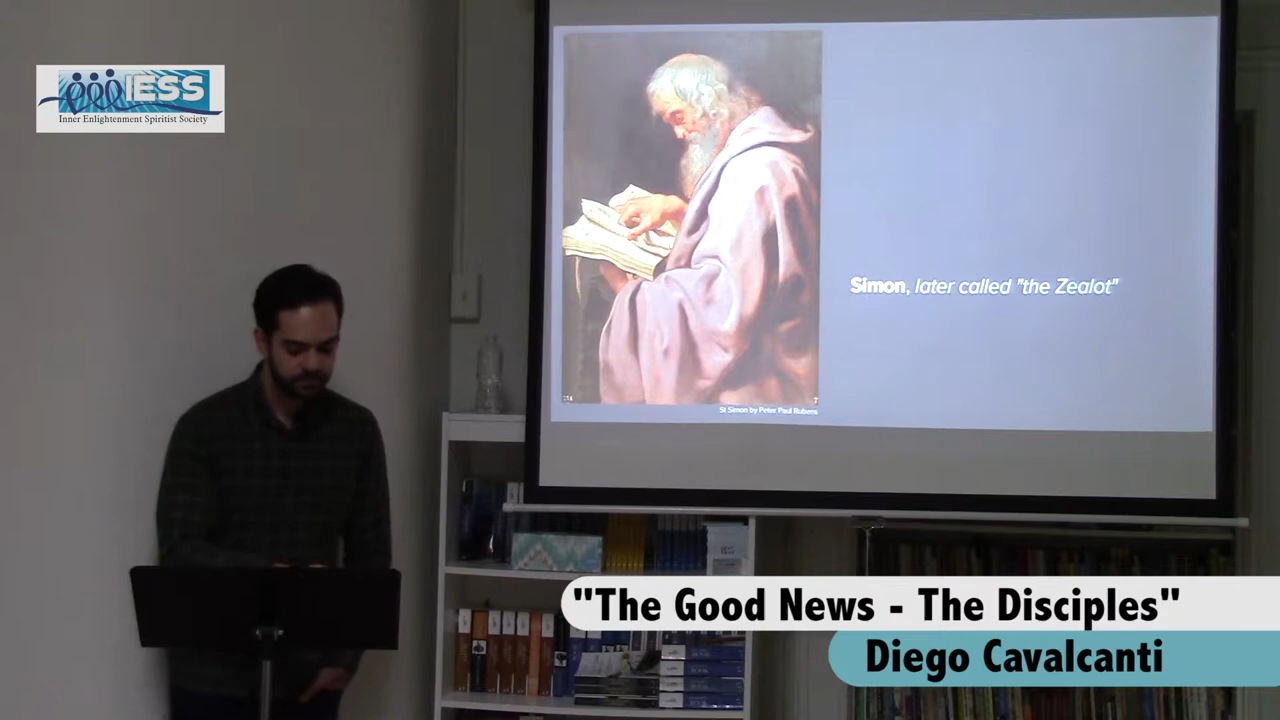 IESS
Inner Enlightenment Spiritist Society
Simon, later called "the Zealot"
St Simon by Peter Paul Rubens
"The Good News - The Disciples"
Diego Cavalcanti